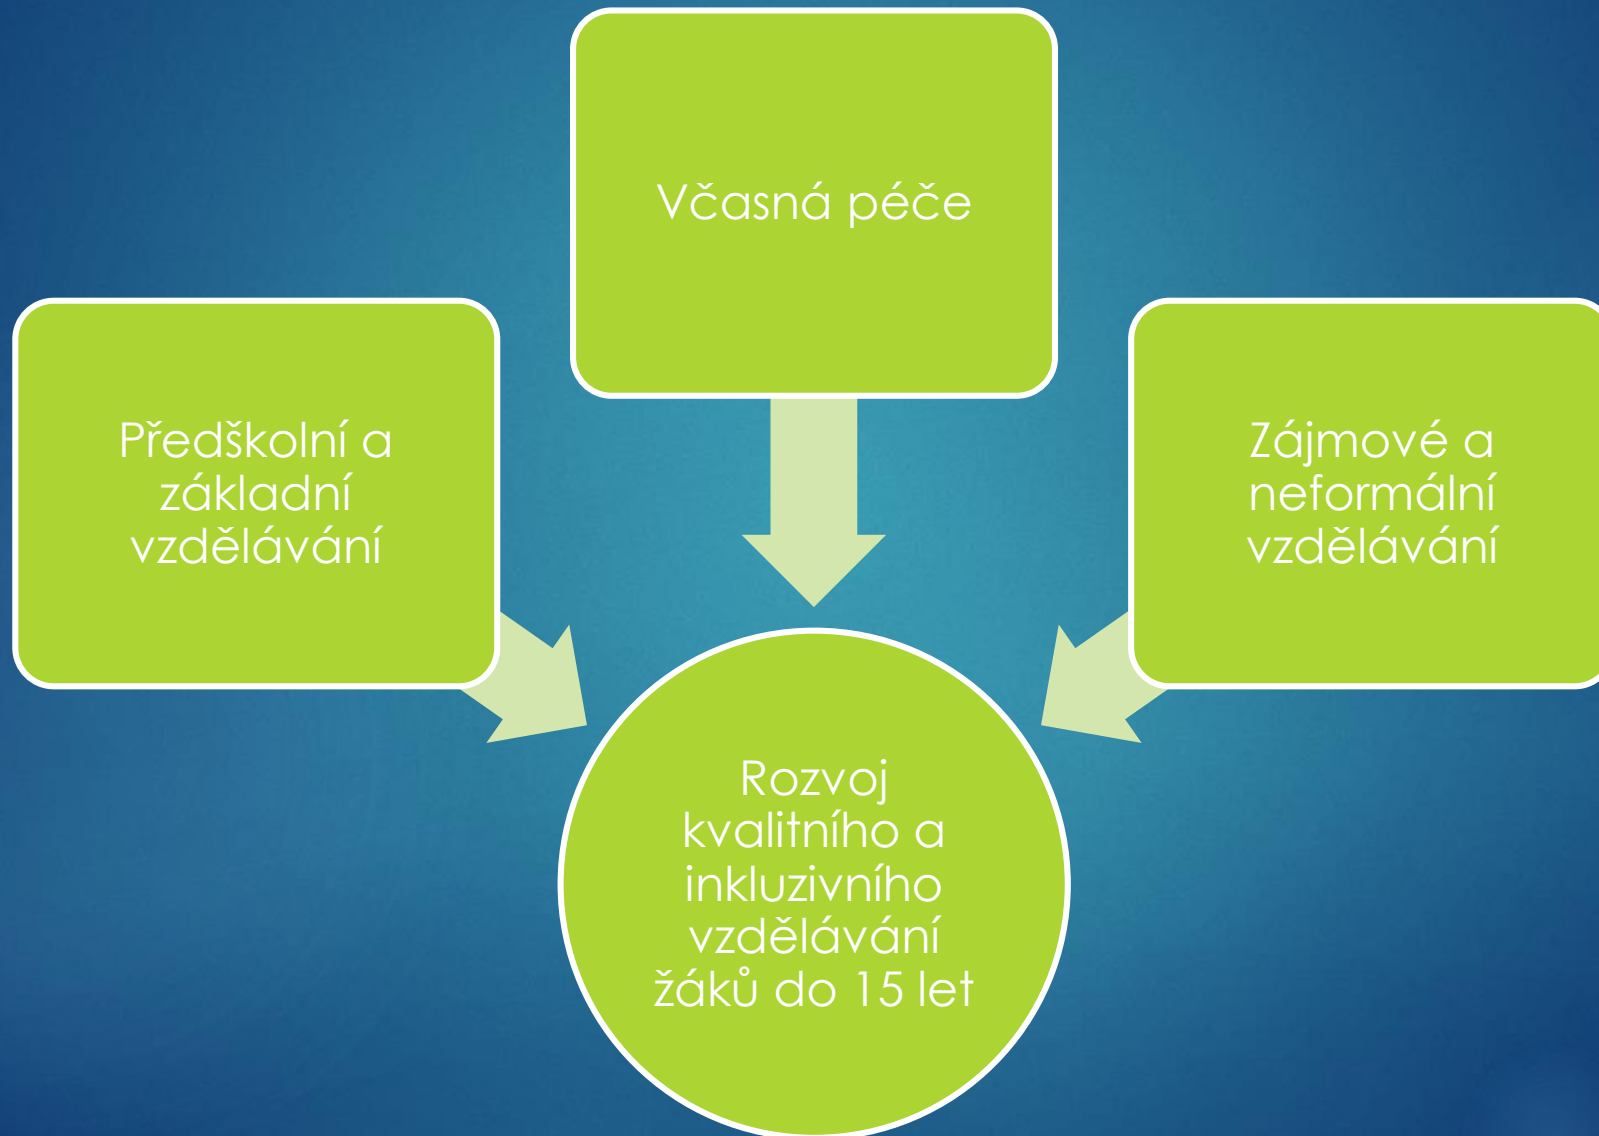 Včasná péče
Předškolní a
základní
vzdělávání
Zájmové a
neformální
vzdělávání
Rozvoj
kvalitního a
inkluzivního
vzdělávání
žáků do 15 let